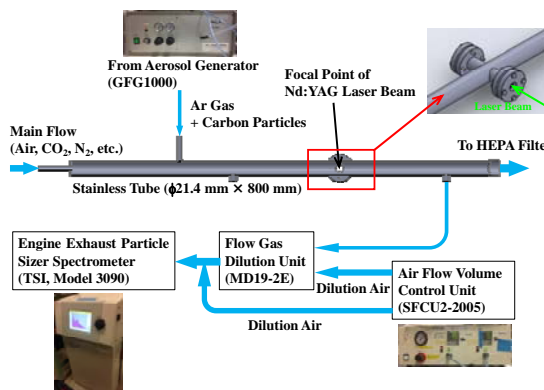 From Aerosol Generator
(GFG1000)
Focal Point of
Nd:YAG Laser Beam
Laser Beam
Ar Gas
+ Carbon Particles
Main Flow
(Air, CO₂, N₂, etc.)
To HEPA Filte
Stainless Tube (ϕ21.4 mm × 800 mm)
Engine Exhaust Particle
Sizer Spectrometer
(TSI, Model 3090)
Flow Gas
Dilution Unit
(MD19-2E)
Air Flow Volume
Control Unit
(SFCU2-2005)
Dilution Air
Dilution Air